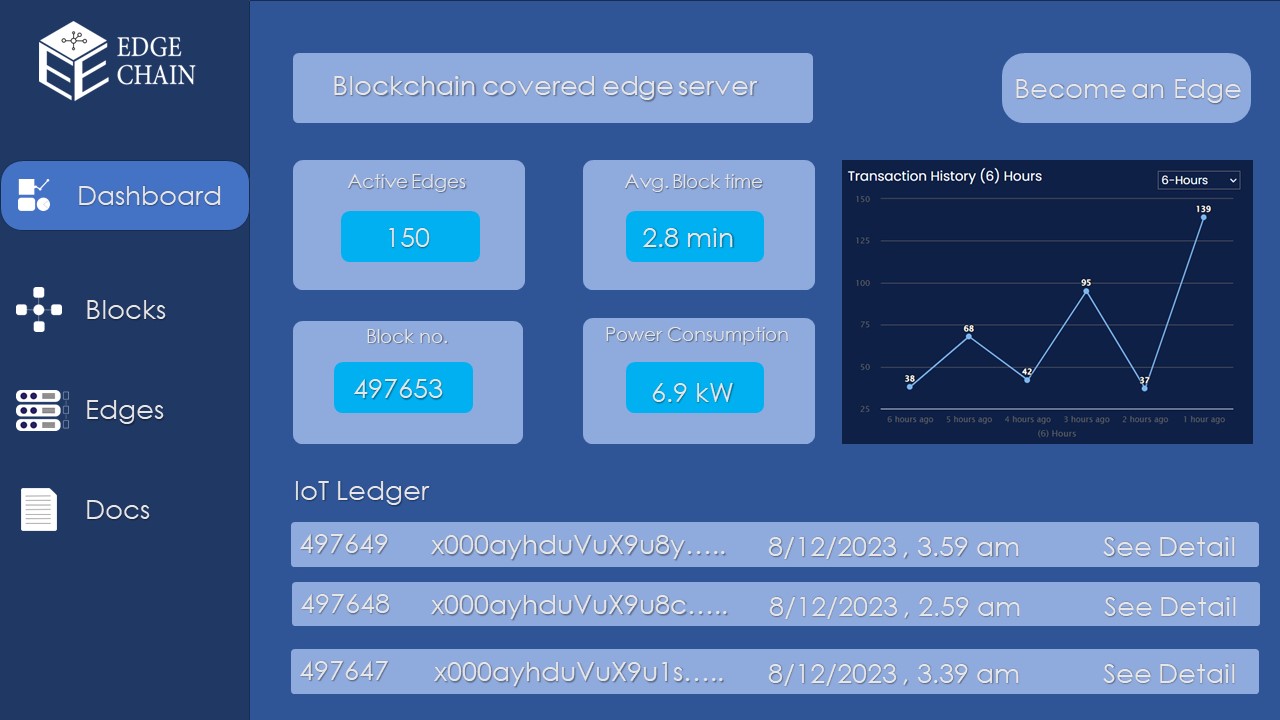 EDGE
CHAIN
Dashboard
Blocks
Edges
Docs
Blockchain covered edge server
Become an Edge
Active Edges
150
Avg. Block time
2.8 min
Block no.
497653
Power Consumption
6.9 kW
Transaction History (6) Hours
6-Hours
150
125
100
75
50
25
38
68
42
95
37
139
6 hours ago 5 hours ago 4 hours ago 3 hours ago 2 hours ago 1 hour ago
(6) Hours
IoT Ledger
497649 x000ayhduVuX9u8y..... 8/12/2023 , 3.59 am See Detail
497648 x000ayhduVuX9u8c..... 8/12/2023 , 2.59 am See Detail
497647 x000ayhduVuX9u1s..... 8/12/2023 , 3.39 am See Detail